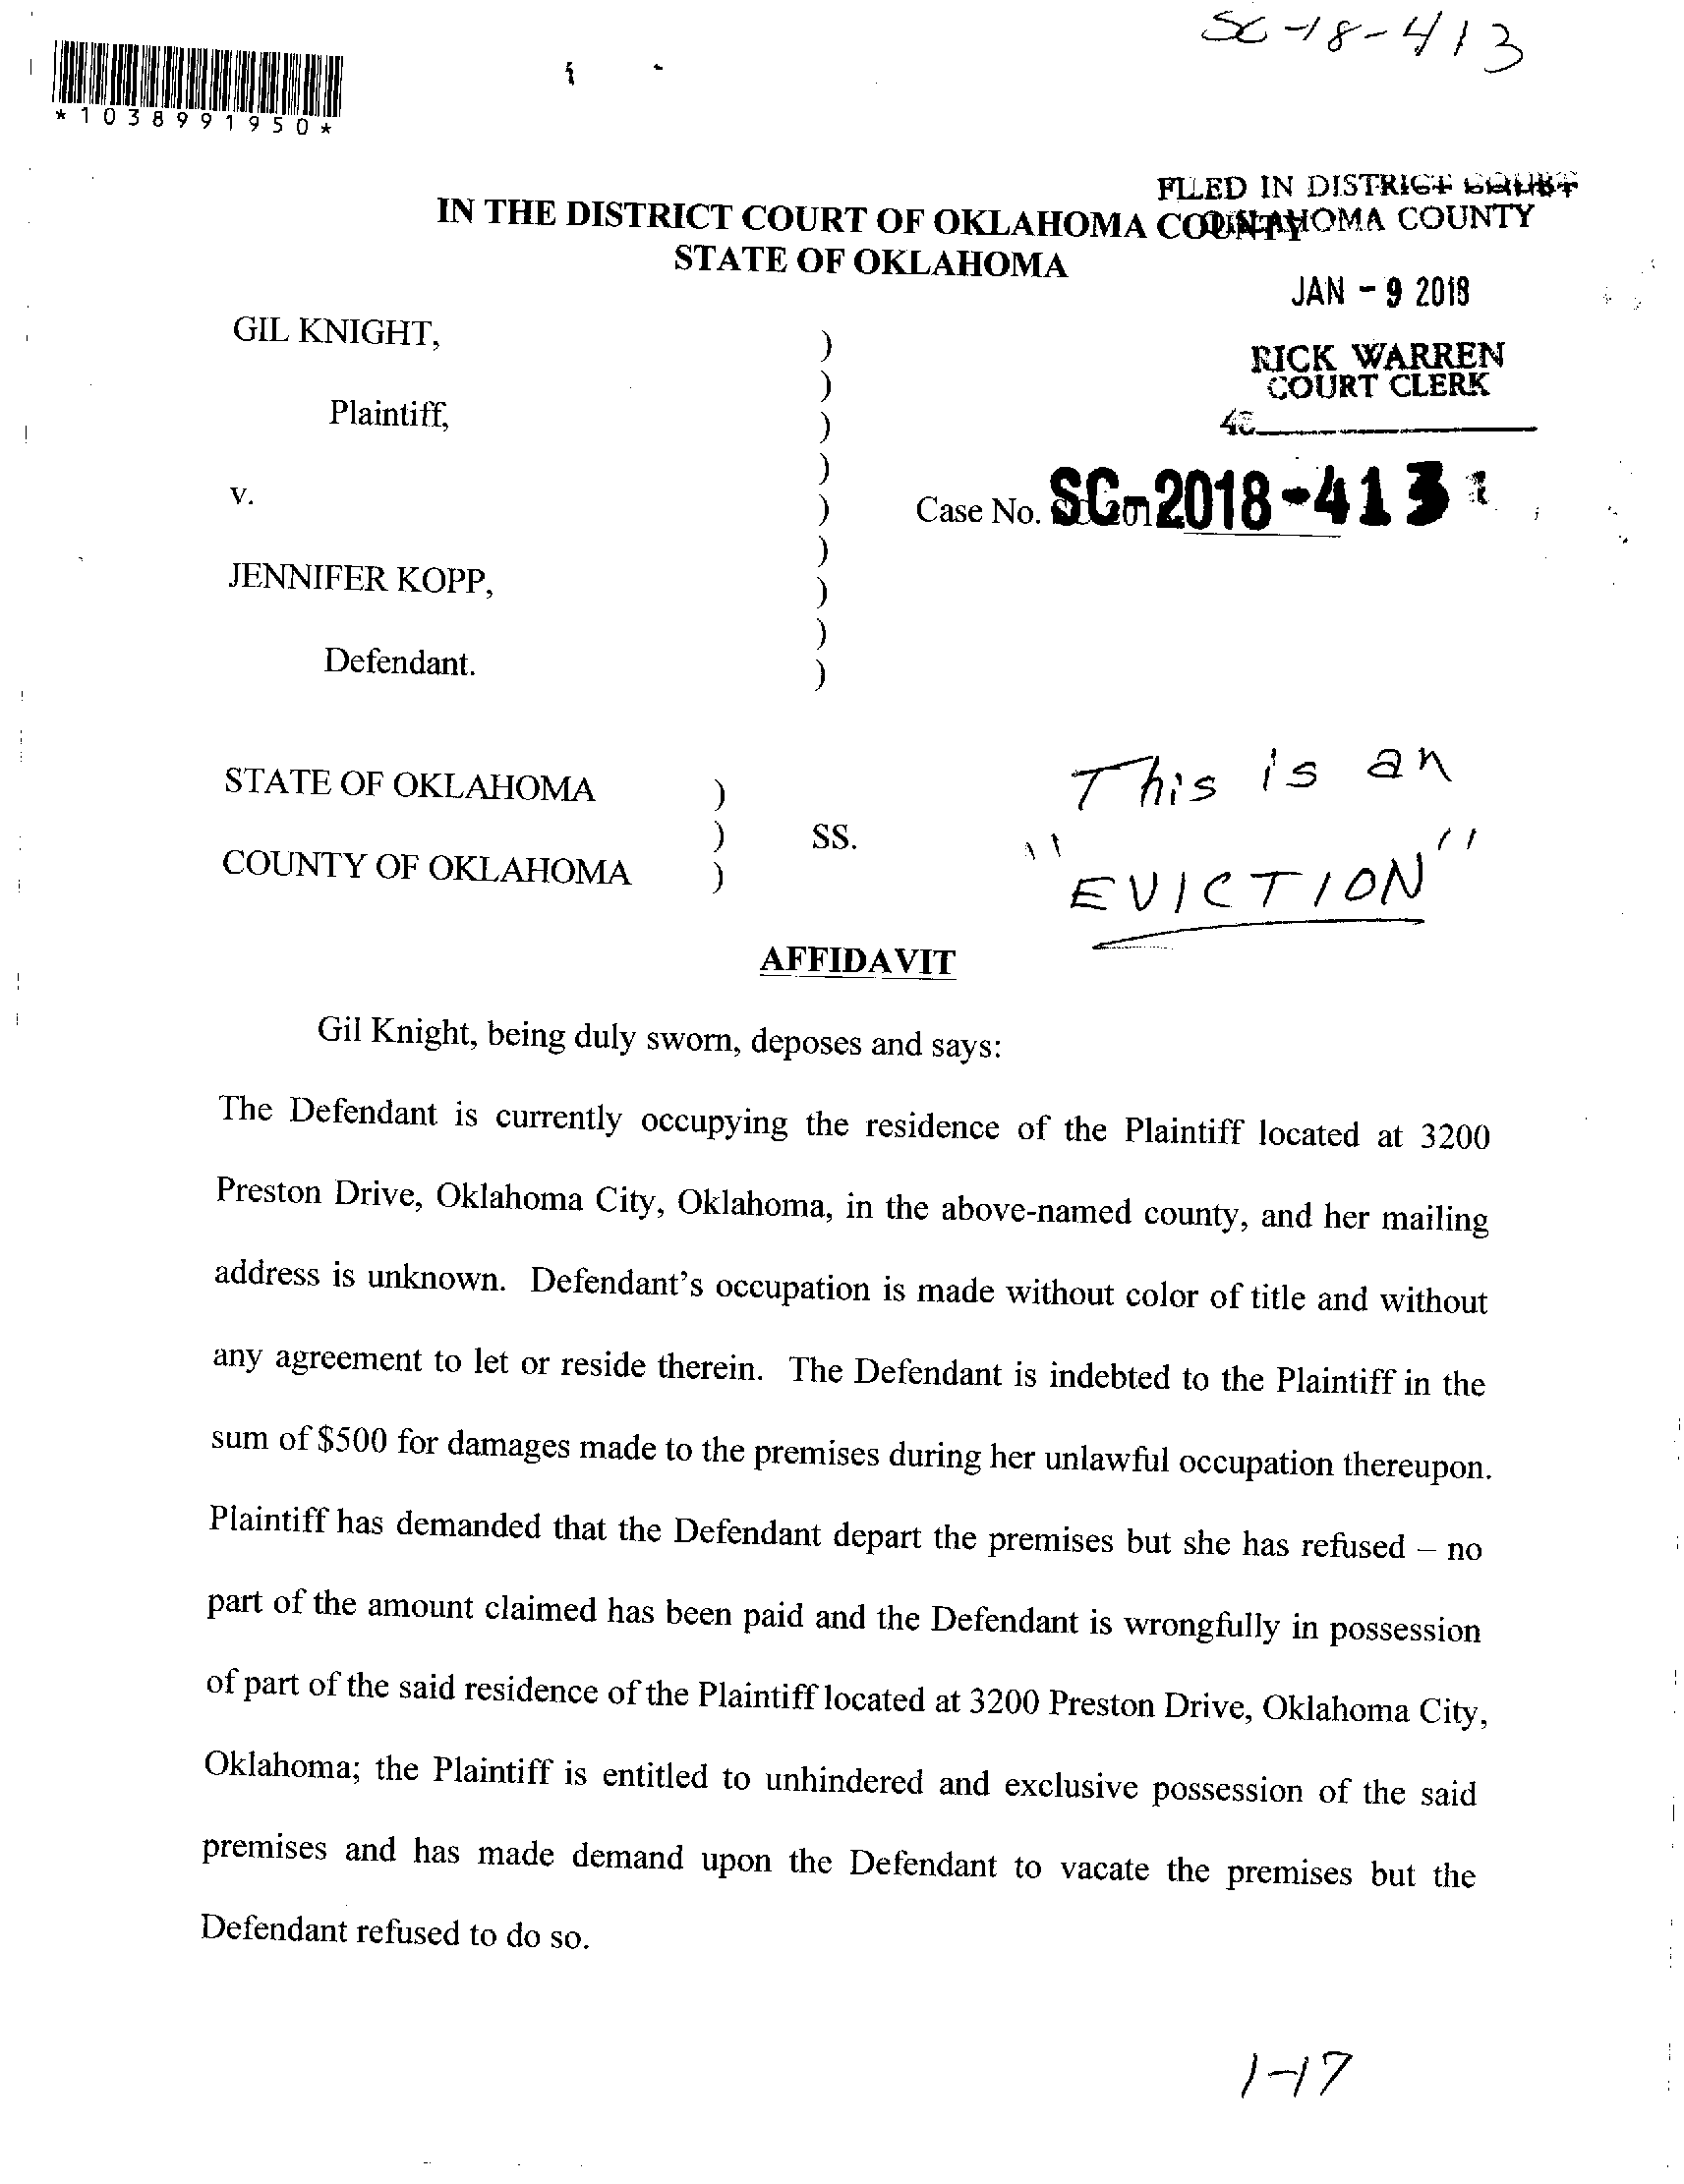 SC-18-413
*1038991950*
FILED IN DISTRICT COURT
IN THE DISTRICT COURT OF OKLAHOMA COUNTY
OKLAHOMA COUNTY
STATE OF OKLAHOMA
JAN - 9 2018
GIL KNIGHT, )
RICK WARREN
COURT CLERK
)
Plaintiff, )
)
v. ) Case No. SC-2018-413
)
JENNIFER KOPP, )
)
Defendant. )
This is an
STATE OF OKLAHOMA )
) SS.
COUNTY OF OKLAHOMA )
"EVICTION"
AFFIDAVIT
Gil Knight, being duly sworn, deposes and says:
The Defendant is currently occupying the residence of the Plaintiff located at 3200
Preston Drive, Oklahoma City, Oklahoma, in the above-named county, and her mailing
address is unknown. Defendant's occupation is made without color of title and without
any agreement to let or reside therein. The Defendant is indebted to the Plaintiff in the
sum of $500 for damages made to the premises during her unlawful occupation thereupon.
Plaintiff has demanded that the Defendant depart the premises but she has refused – no
part of the amount claimed has been paid and the Defendant is wrongfully in possession
of part of the said residence of the Plaintiff located at 3200 Preston Drive, Oklahoma City,
Oklahoma; the Plaintiff is entitled to unhindered and exclusive possession of the said
premises and has made demand upon the Defendant to vacate the premises but the
Defendant refused to do so.
1-17